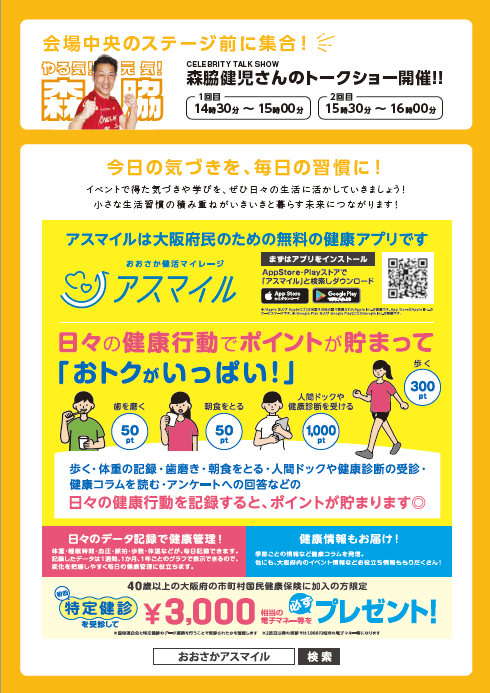 会場中央のステージ前に集合！
やる気！元気！
森脇
CELEBRITY TALK SHOW
森脇健児さんのトークショー開催!!
1回目
14時30分 ～ 15時00分
2回目
15時30分 ～ 16時00分
今日の気づきを、毎日の習慣に！
イベントで得た気づきや学びを、ぜひ日々の生活に活かしていきましょう！
小さな生活習慣の積み重ねがいきいきと暮らす未来につながります！
アスマイルは大阪府民のための無料の健康アプリです
おおさか健活マイレージ
アスマイル
まずはアプリをインストール
AppStore・Playストアで
「アスマイル」と検索しダウンロード
App Store
からダウンロード
Google Play
で手に入れよう
日々の健康行動でポイントが貯まって
「おトクがいっぱい！」
歯を磨く
50
pt
朝食をとる
50
pt
人間ドックや
健康診断を受ける
1,000
pt
歩く
300
pt
歩く・体重の記録・歯磨き・朝食をとる・人間ドックや健康診断の受診・
健康コラムを読む・アンケートへの回答などの
日々の健康行動を記録すると、ポイントが貯まります◎
日々のデータ記録で健康管理！
体重・睡眠時間・血圧・脈拍・歩数・体温などが、毎日記録できます。
記録したデータは1週間、1か月、1年ごとのグラフで表示できるので、
変化を把握しやすく毎日の健康管理に役立ちます。
健康情報もお届け！
季節ごとの情報など健康コラムを発信。
他にも、大阪府内のイベント情報などお役立ち情報ももりだくさん！
40歳以上の大阪府の市町村国民健康保険に加入の方限定
初回
特定健診
を受診して
¥3,000
相当の
電子マネー等を
必ず
プレゼント！
おおさかアスマイル
検索